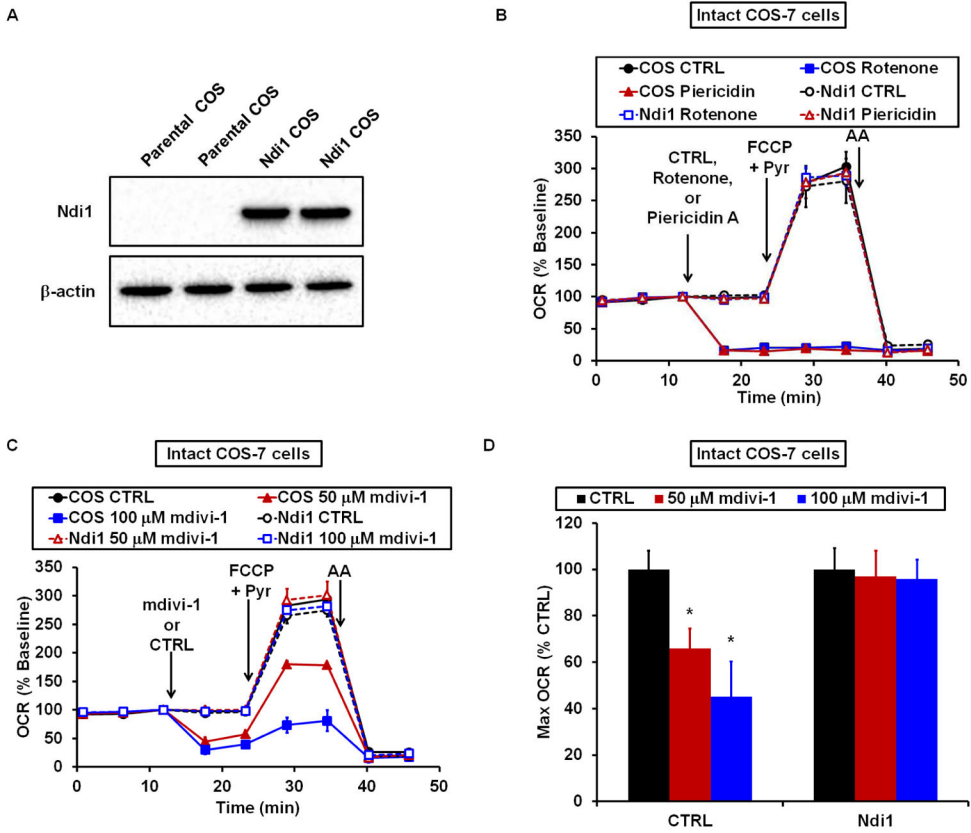 A
Parental COS
Parental COS
Ndi1 COS
Ndi1 COS
Ndi1
β-actin
B
Intact COS-7 cells
COS CTRL
COS Rotenone
COS Piericidin
Ndi1 CTRL
Ndi1 Rotenone
Ndi1 Piericidin
OCR (% Baseline)
350
300
250
200
150
100
50
0
CTRL,
Rotenone,
or
Piericidin A
FCCP
+ Pyr
AA
0 10 20 30 40 50
Time (min)
C
Intact COS-7 cells
COS CTRL
COS 50 μM mdivi-1
COS 100 μM mdivi-1
Ndi1 CTRL
Ndi1 50 μM mdivi-1
Ndi1 100 μM mdivi-1
OCR (% Baseline)
350
300
250
200
150
100
50
0
mdivi-1
or
CTRL
FCCP
+ Pyr
AA
0 10 20 30 40 50
Time (min)
D
Intact COS-7 cells
CTRL 50 μM mdivi-1 100 μM mdivi-1
Max OCR (% CTRL)
120
100
80
60
40
20
0
*
*
CTRL
Ndi1